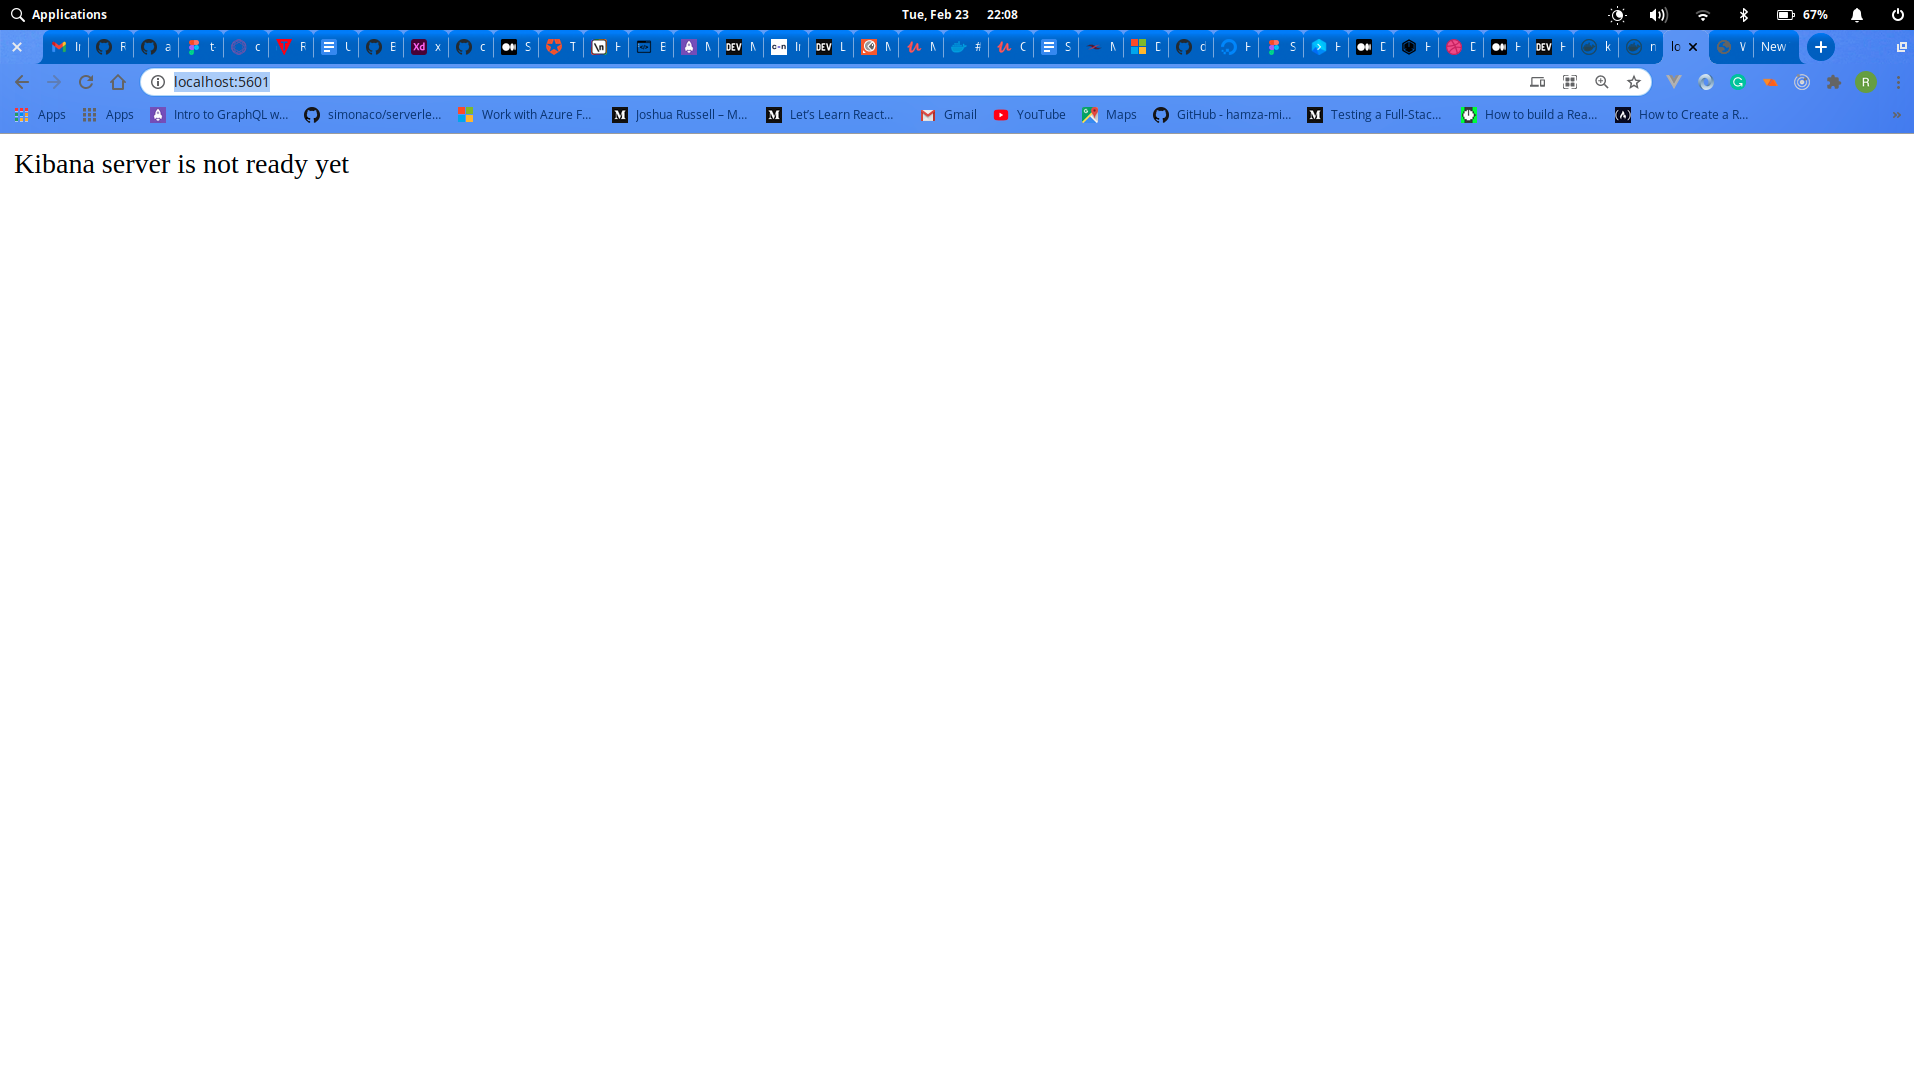 Applications
Tue, Feb 23 22:08
67%
New
localhost:5601
Apps Apps Intro to GraphQL w... simonaco/serverle... Work with Azure F... Joshua Russell – M... Let's Learn React... Gmail YouTube Maps GitHub - hamza-mi... Testing a Full-Stac... How to build a Rea... How to Create a R...
Kibana server is not ready yet